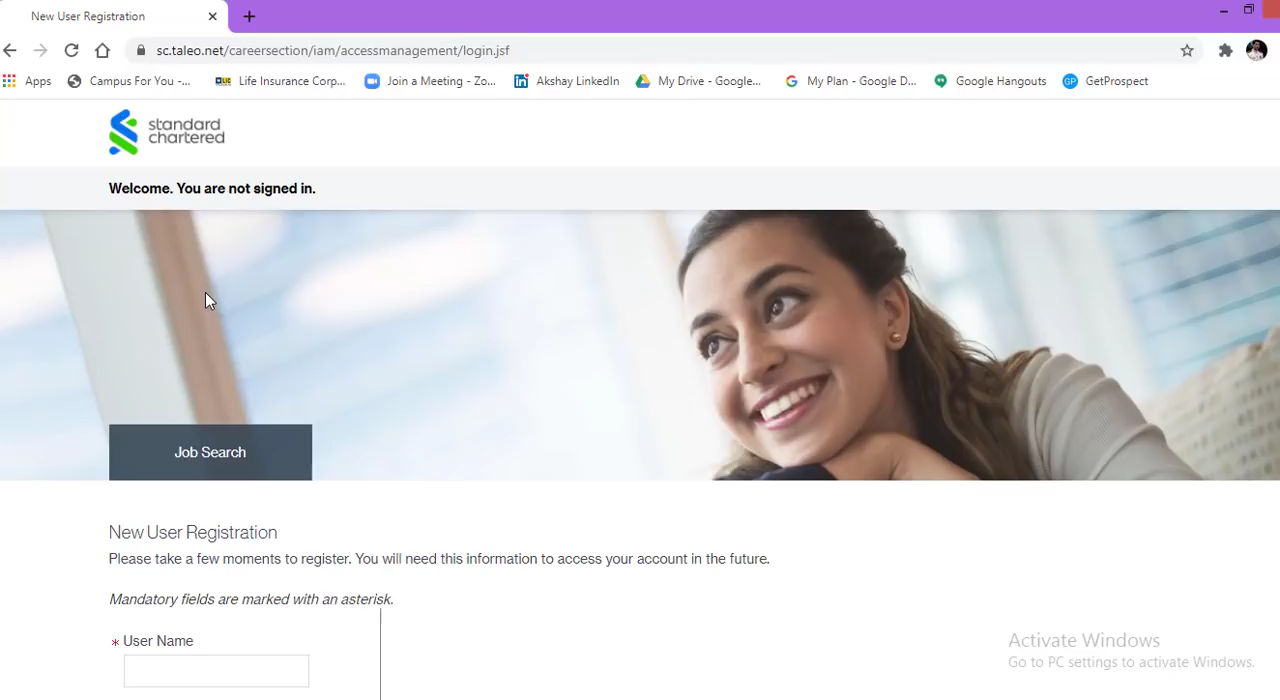 New User Registration
sc.taleo.net/careersection/iam/accessmanagement/login.jsf
Apps
Campus For You -...
LIC
Life Insurance Corp...
Join a Meeting - Zo...
in
Akshay LinkedIn
My Drive - Google...
G
My Plan - Google D...
Google Hangouts
GP
GetProspect
standard
chartered
Welcome. You are not signed in.
Job Search
New User Registration
Please take a few moments to register. You will need this information to access your account in the future.
Mandatory fields are marked with an asterisk.
* User Name
Activate Windows
Go to PC settings to activate Windows.